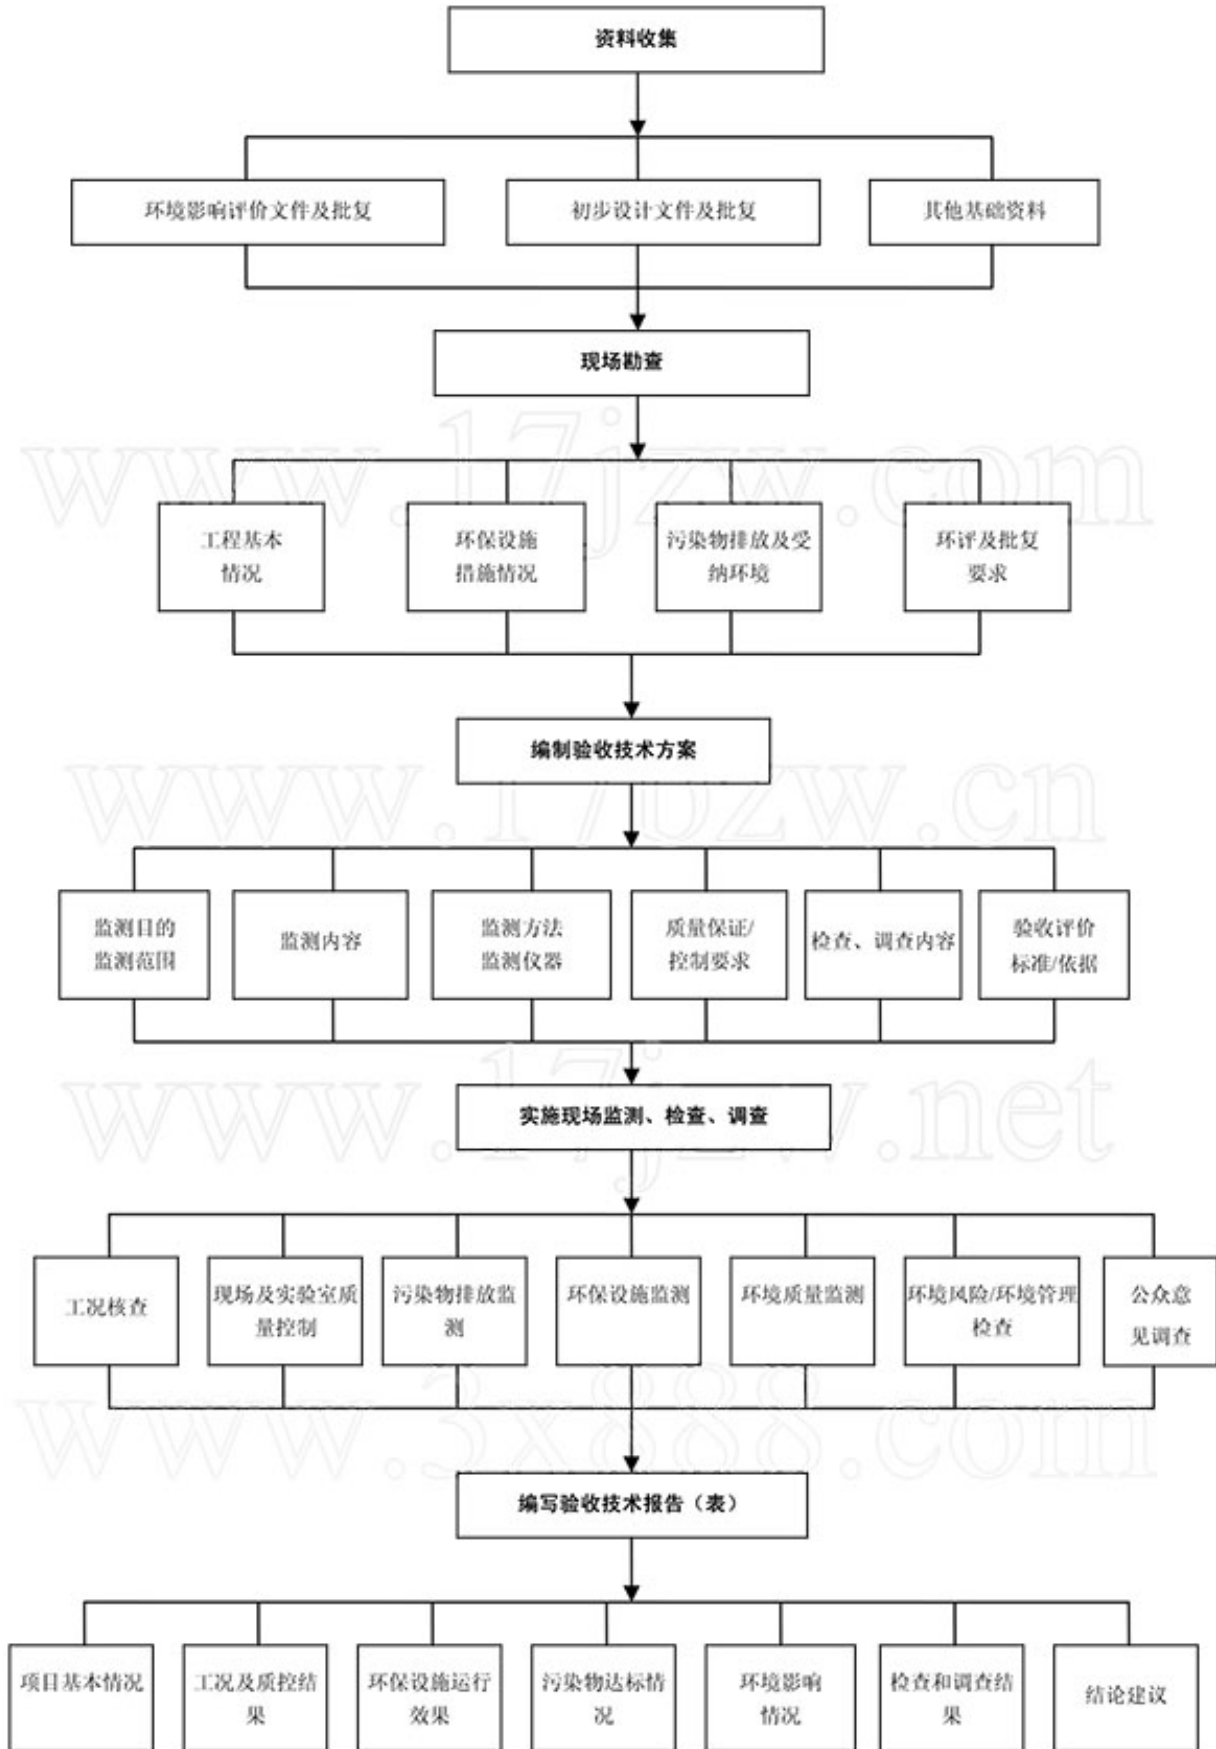 资料收集
环境影响评价文件及批复
初步设计文件及批复
其他基础资料
现场勘查
www.17jzw.com
工程基本
情况
环保设施
措施情况
污染物排放及受
纳环境
环评及批复
要求
编制验收技术方案
www.17bzw.cn
监测目的
监测范围
监测内容
监测方法
监测仪器
质量保证/
控制要求
检查、调查内容
验收评价
标准/依据
实施现场监测、检查、调查
www.17jzw.net
工况核查
现场及实验室质
量控制
污染物排放监
测
环保设施监测
环境质量监测
环境风险/环境管理
检查
公众意
见调查
www.3x888.com
编写验收技术报告（表）
项目基本情况
工况及质控结
果
环保设施运行
效果
污染物达标情
况
环境影响
情况
检查和调查结
果
结论建议